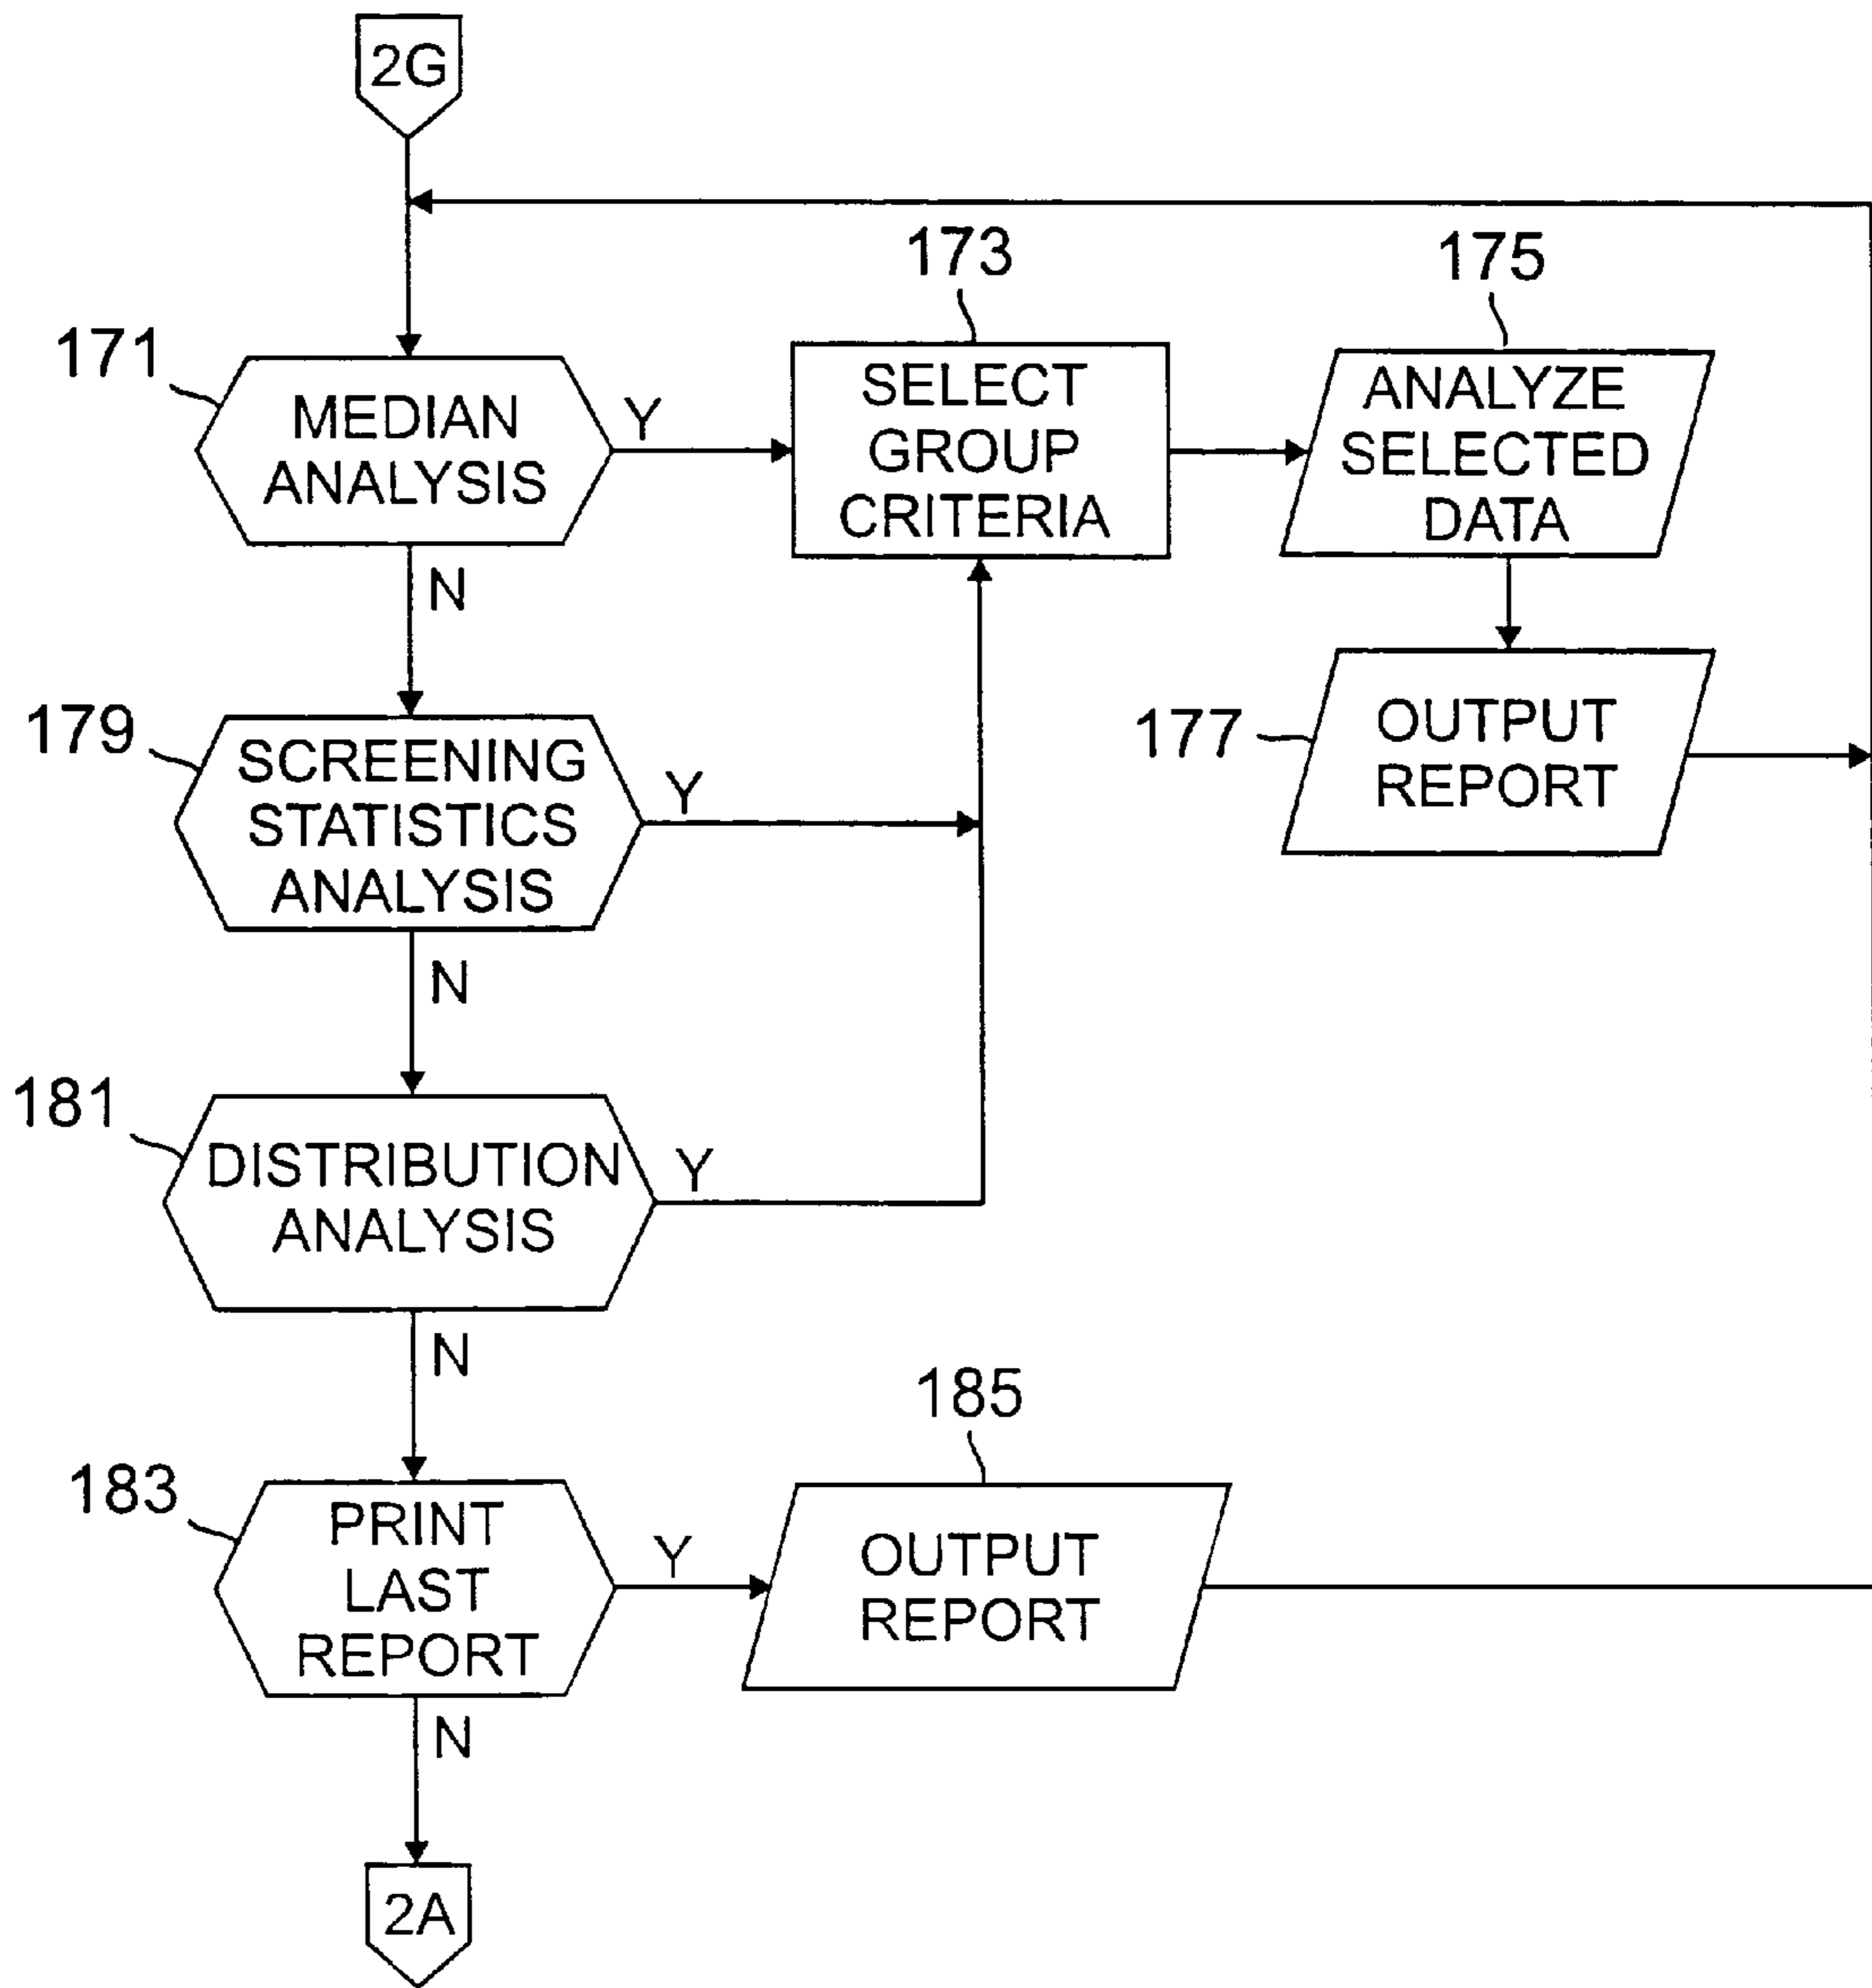 2G
173
175
171
MEDIAN
ANALYSIS
Y
SELECT
GROUP
CRITERIA
ANALYZE
SELECTED
DATA
N
179
SCREENING
STATISTICS
ANALYSIS
Y
177
OUTPUT
REPORT
N
181
DISTRIBUTION
ANALYSIS
Y
N
185
183
PRINT
LAST
REPORT
Y
OUTPUT
REPORT
N
2A